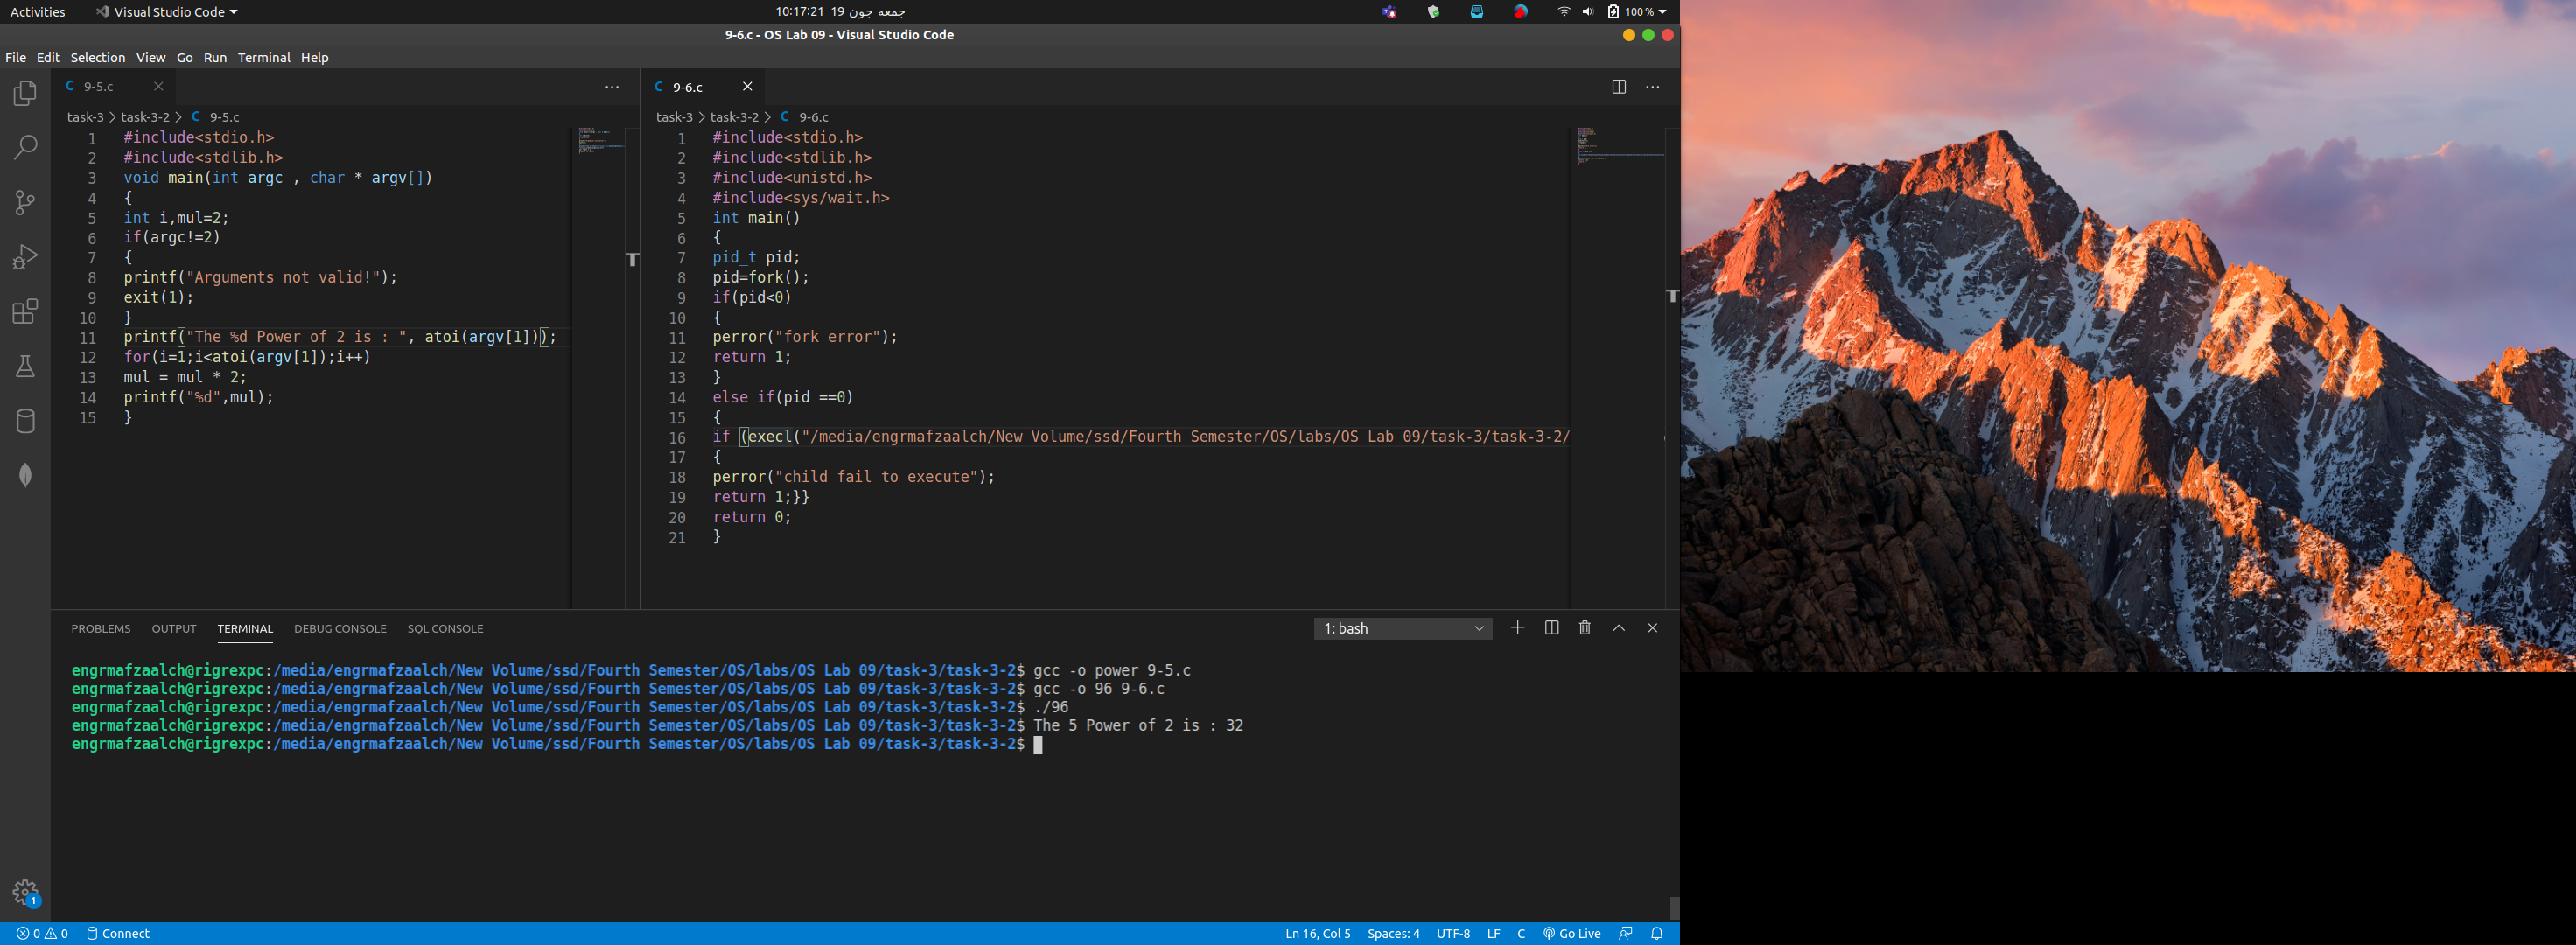 Activities
Visual Studio Code
10:17:21 19 جمعه جون
100 %
9-6.c - OS Lab 09 - Visual Studio Code
File Edit Selection View Go Run Terminal Help
C 9-5.c
task-3 > task-3-2 > C 9-5.c
1 #include<stdio.h>
2 #include<stdlib.h>
3 void main(int argc , char * argv[])
4 {
5 int i,mul=2;
6 if(argc!=2)
7 {
8 printf("Arguments not valid!");
9 exit(1);
10 }
11 printf("The %d Power of 2 is : ", atoi(argv[1]));
12 for(i=1;i<atoi(argv[1]);i++)
13 mul = mul * 2;
14 printf("%d",mul);
15 }
C 9-6.c
task-3 > task-3-2 > C 9-6.c
1 #include<stdio.h>
2 #include<stdlib.h>
3 #include<unistd.h>
4 #include<sys/wait.h>
5 int main()
6 {
7 pid_t pid;
8 pid=fork();
9 if(pid<0)
10 {
11 perror("fork error");
12 return 1;
13 }
14 else if(pid ==0)
15 {
16 if (execl("/media/engrmafzaalch/New Volume/ssd/Fourth Semester/OS/labs/OS Lab 09/task-3/task-3-2/
17 {
18 perror("child fail to execute");
19 return 1;}}
20 return 0;
21 }
PROBLEMS OUTPUT TERMINAL DEBUG CONSOLE SQL CONSOLE
1: bash
engrmafzaalch@rigrexpc:/media/engrmafzaalch/New Volume/ssd/Fourth Semester/OS/labs/OS Lab 09/task-3/task-3-2$ gcc -o power 9-5.c
engrmafzaalch@rigrexpc:/media/engrmafzaalch/New Volume/ssd/Fourth Semester/OS/labs/OS Lab 09/task-3/task-3-2$ gcc -o 96 9-6.c
engrmafzaalch@rigrexpc:/media/engrmafzaalch/New Volume/ssd/Fourth Semester/OS/labs/OS Lab 09/task-3/task-3-2$ ./96
engrmafzaalch@rigrexpc:/media/engrmafzaalch/New Volume/ssd/Fourth Semester/OS/labs/OS Lab 09/task-3/task-3-2$ The 5 Power of 2 is : 32
engrmafzaalch@rigrexpc:/media/engrmafzaalch/New Volume/ssd/Fourth Semester/OS/labs/OS Lab 09/task-3/task-3-2$
1
0 0 Connect
Ln 16, Col 5 Spaces: 4 UTF-8 LF C Go Live